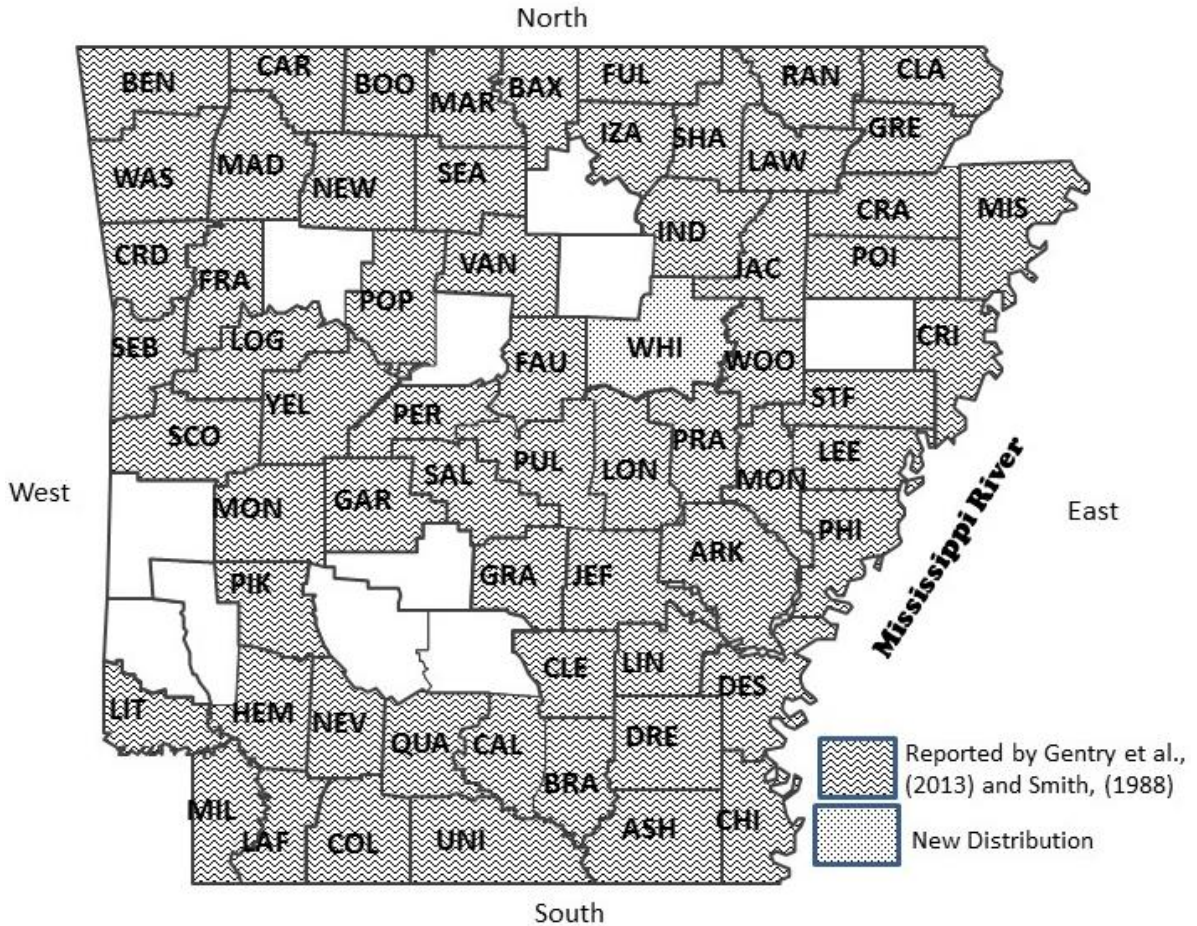 North
BEN
CAR
BOO
MAR
BAX
FUL
RAN
CLA
IZA
SHA
LAW
GRE
WAS
MAD
NEW
SEA
CRA
MIS
IND
CRD
FRA
VAN
JAC
POI
POP
SEB
LOG
FAU
WHI
WOO
CRI
YEL
PER
STF
SCO
SAL
PUL
LON
PRA
LEE
West
MON
GAR
MON
PHI
East
Mississippi River
PIK
GRA
JEF
ARK
CLE
LIN
DES
LIT
HEM
NEV
QUA
CAL
DRE
BRA
Reported by Gentry et al.,
(2013) and Smith, (1988)
MIL
LAF
COL
UNI
ASH
CHI
New Distribution
South